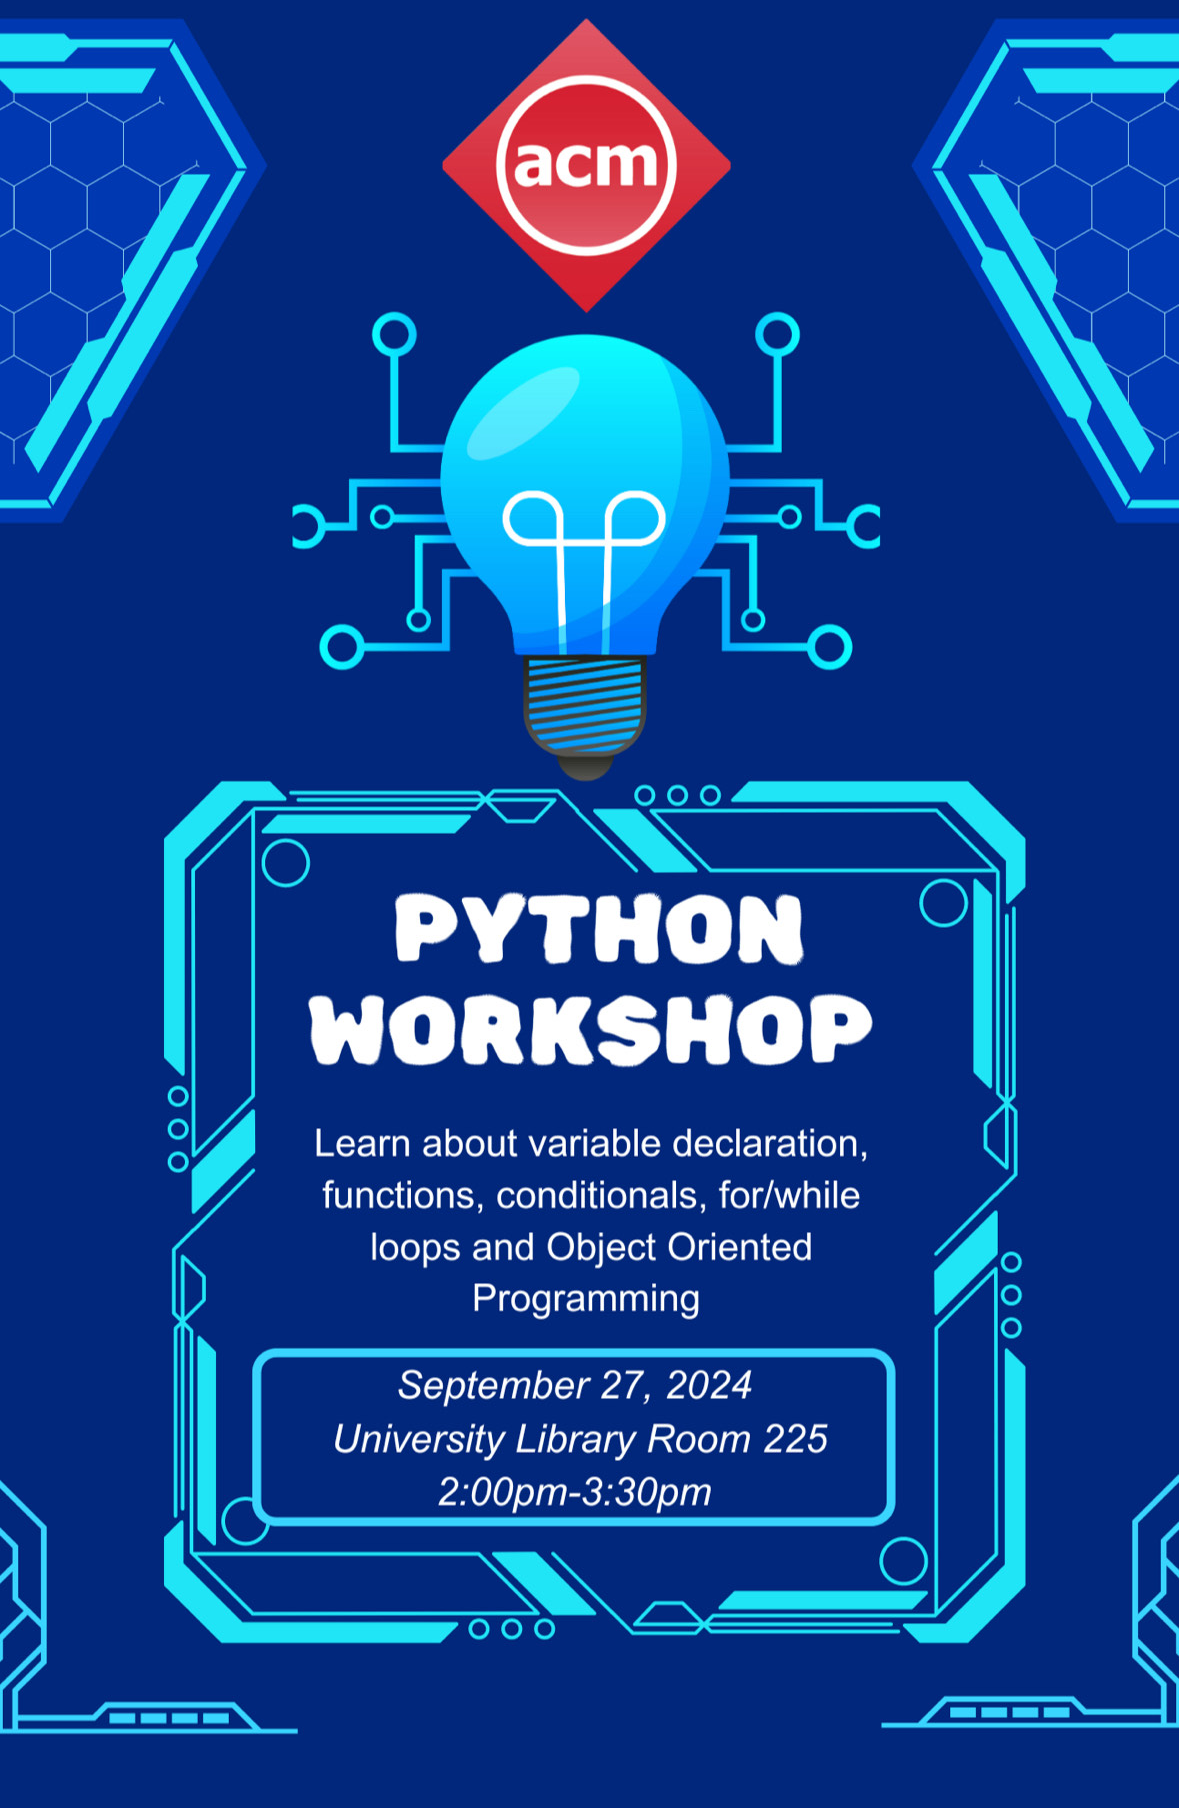 acm
PYTHON
WORKSHOP
Learn about variable declaration,
functions, conditionals, for/while
loops and Object Oriented
Programming
September 27, 2024
University Library Room 225
2:00pm-3:30pm